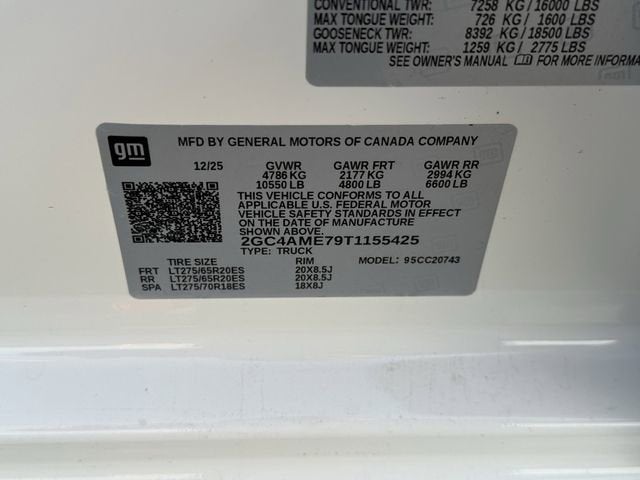 CONVENTIONAL TWR: 7258 KG/16000 LBS
MAX TONGUE WEIGHT: 726 KG/ 1600 LBS
GOOSENECK TWR: 8392 KG/18500 LBS
MAX TONGUE WEIGHT: 1259 KG/ 2775 LBS
SEE OWNER'S MANUAL FOR MORE INFORMA
gm
MFD BY GENERAL MOTORS OF CANADA COMPANY
12/25 GVWR GAWR FRT GAWR RR
4786 KG 2177 KG 2994 KG
10550 LB 4800 LB 6600 LB
THIS VEHICLE CONFORMS TO ALL
APPLICABLE U.S. FEDERAL MOTOR
VEHICLE SAFETY STANDARDS IN EFFECT
ON THE DATE OF MANUFACTURE
SHOWN ABOVE.
2GC4AME79T1155425
TYPE: TRUCK
TIRE SIZE RIM MODEL: 95CC20743
FRT LT275/65R20ES 20X8.5J
RR LT275/65R20ES 20X8.5J
SPA LT275/70R18ES 18X8J